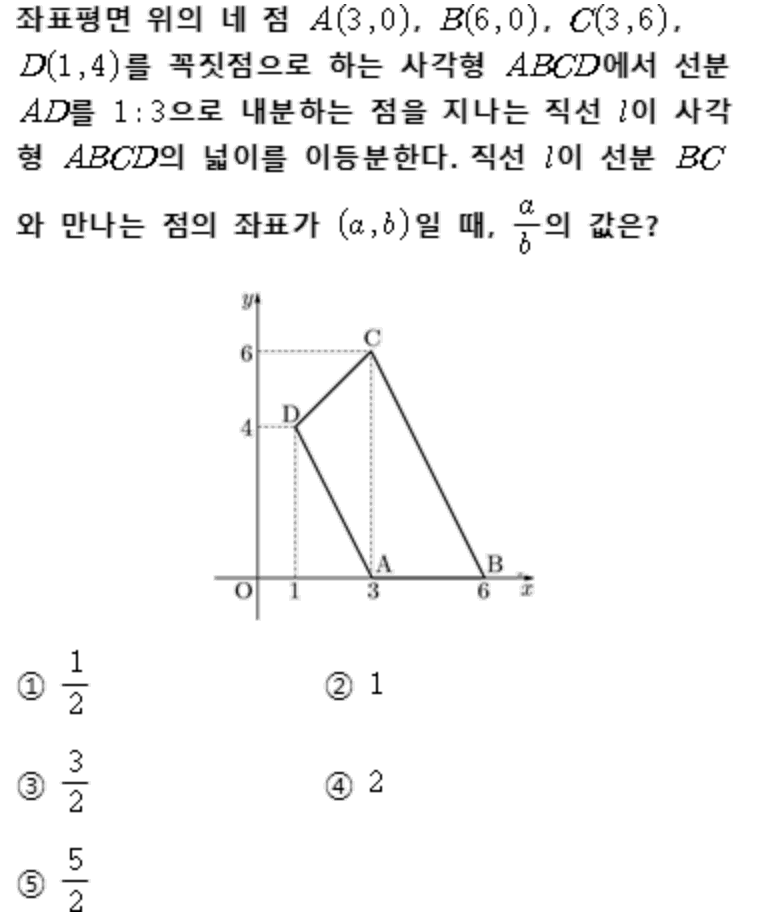 좌표평면 위의 네 점 A(3,0), B(6,0), C(3,6),
D(1,4)를 꼭짓점으로 하는 사각형 ABCD에서 선분
AD를 1:3으로 내분하는 점을 지나는 직선 l이 사각
형 ABCD의 넓이를 이등분한다. 직선 l이 선분 BC
와 만나는 점의 좌표가 (a,b)일 때, a/b의 값은?
y
6
C
4
D
A
B
O
1
3
6
x
① 1/2
② 1
③ 3/2
④ 2
⑤ 5/2